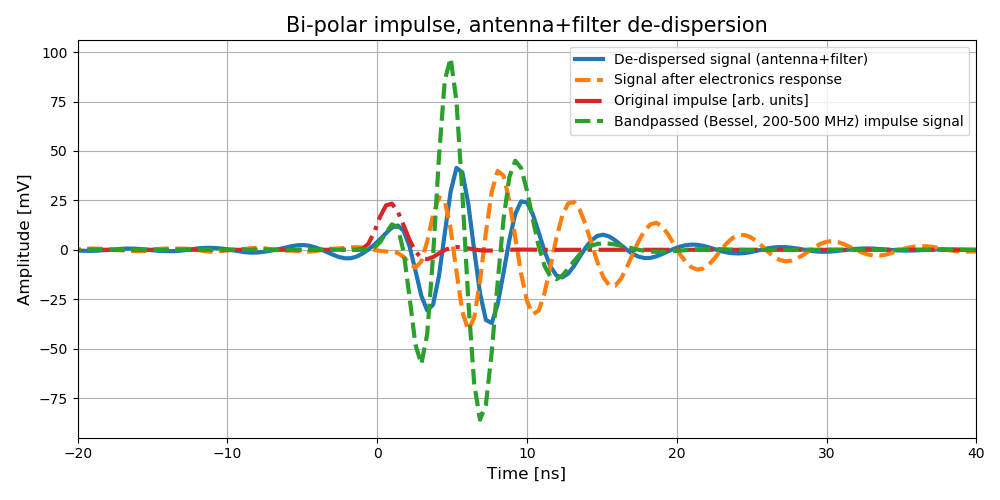 Bi-polar impulse, antenna+filter de-dispersion
De-dispersed signal (antenna+filter)
Signal after electronics response
Original impulse [arb. units]
Bandpassed (Bessel, 200-500 MHz) impulse signal
Amplitude [mV]
100
75
50
25
0
−25
−50
−75
−20
−10
0
10
20
30
40
Time [ns]